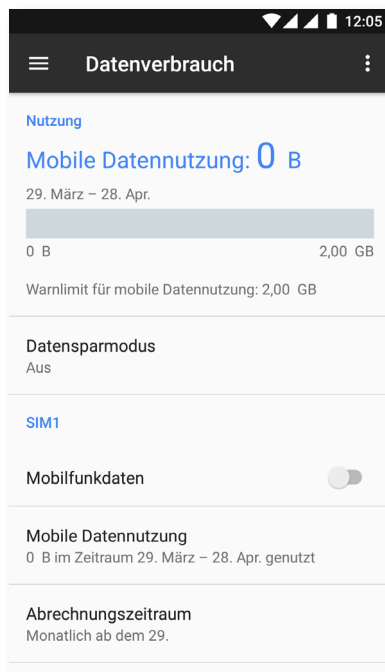 12:05
Datenverbrauch
Nutzung
Mobile Datennutzung: 0 B
29. März – 28. Apr.
0 B 2,00 GB
Warnlimit für mobile Datennutzung: 2,00 GB
Datensparmodus
Aus
SIM1
Mobilfunkdaten
Mobile Datennutzung
0 B im Zeitraum 29. März – 28. Apr. genutzt
Abrechnungszeitraum
Monatlich ab dem 29.